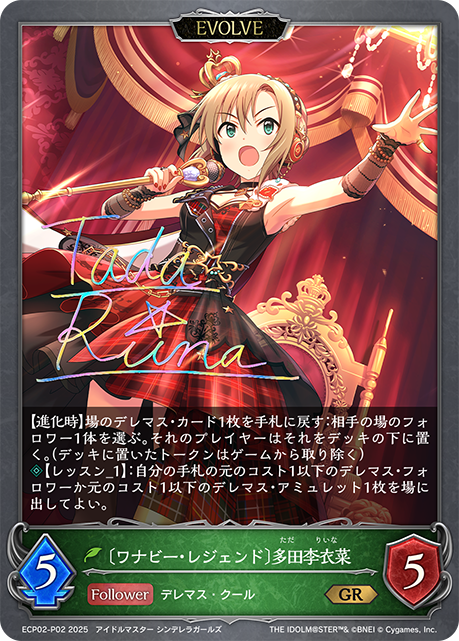 EVOLVE
Tada
Riina
【進化時】場のデレマス・カード1枚を手札に戻す：相手の場のフォ
ロワー1体を選ぶ。それのプレイヤーはそれをデッキの下に置
く。（デッキに置いたトークンはゲームから取り除く）
【レッスン_1】：自分の手札の元のコスト1以下のデレマス・フォ
ロワーか元のコスト1以下のデレマス・アミュレット1枚を場に
出してよい。
ただ りいな
〔ワナビー・レジェンド〕多田李衣菜
5
Follower デレマス・クール GR
5
ECP02-P02 2025 アイドルマスター シンデレラガールズ THE IDOLM@STER™& ©BNEI © Cygames, Inc.